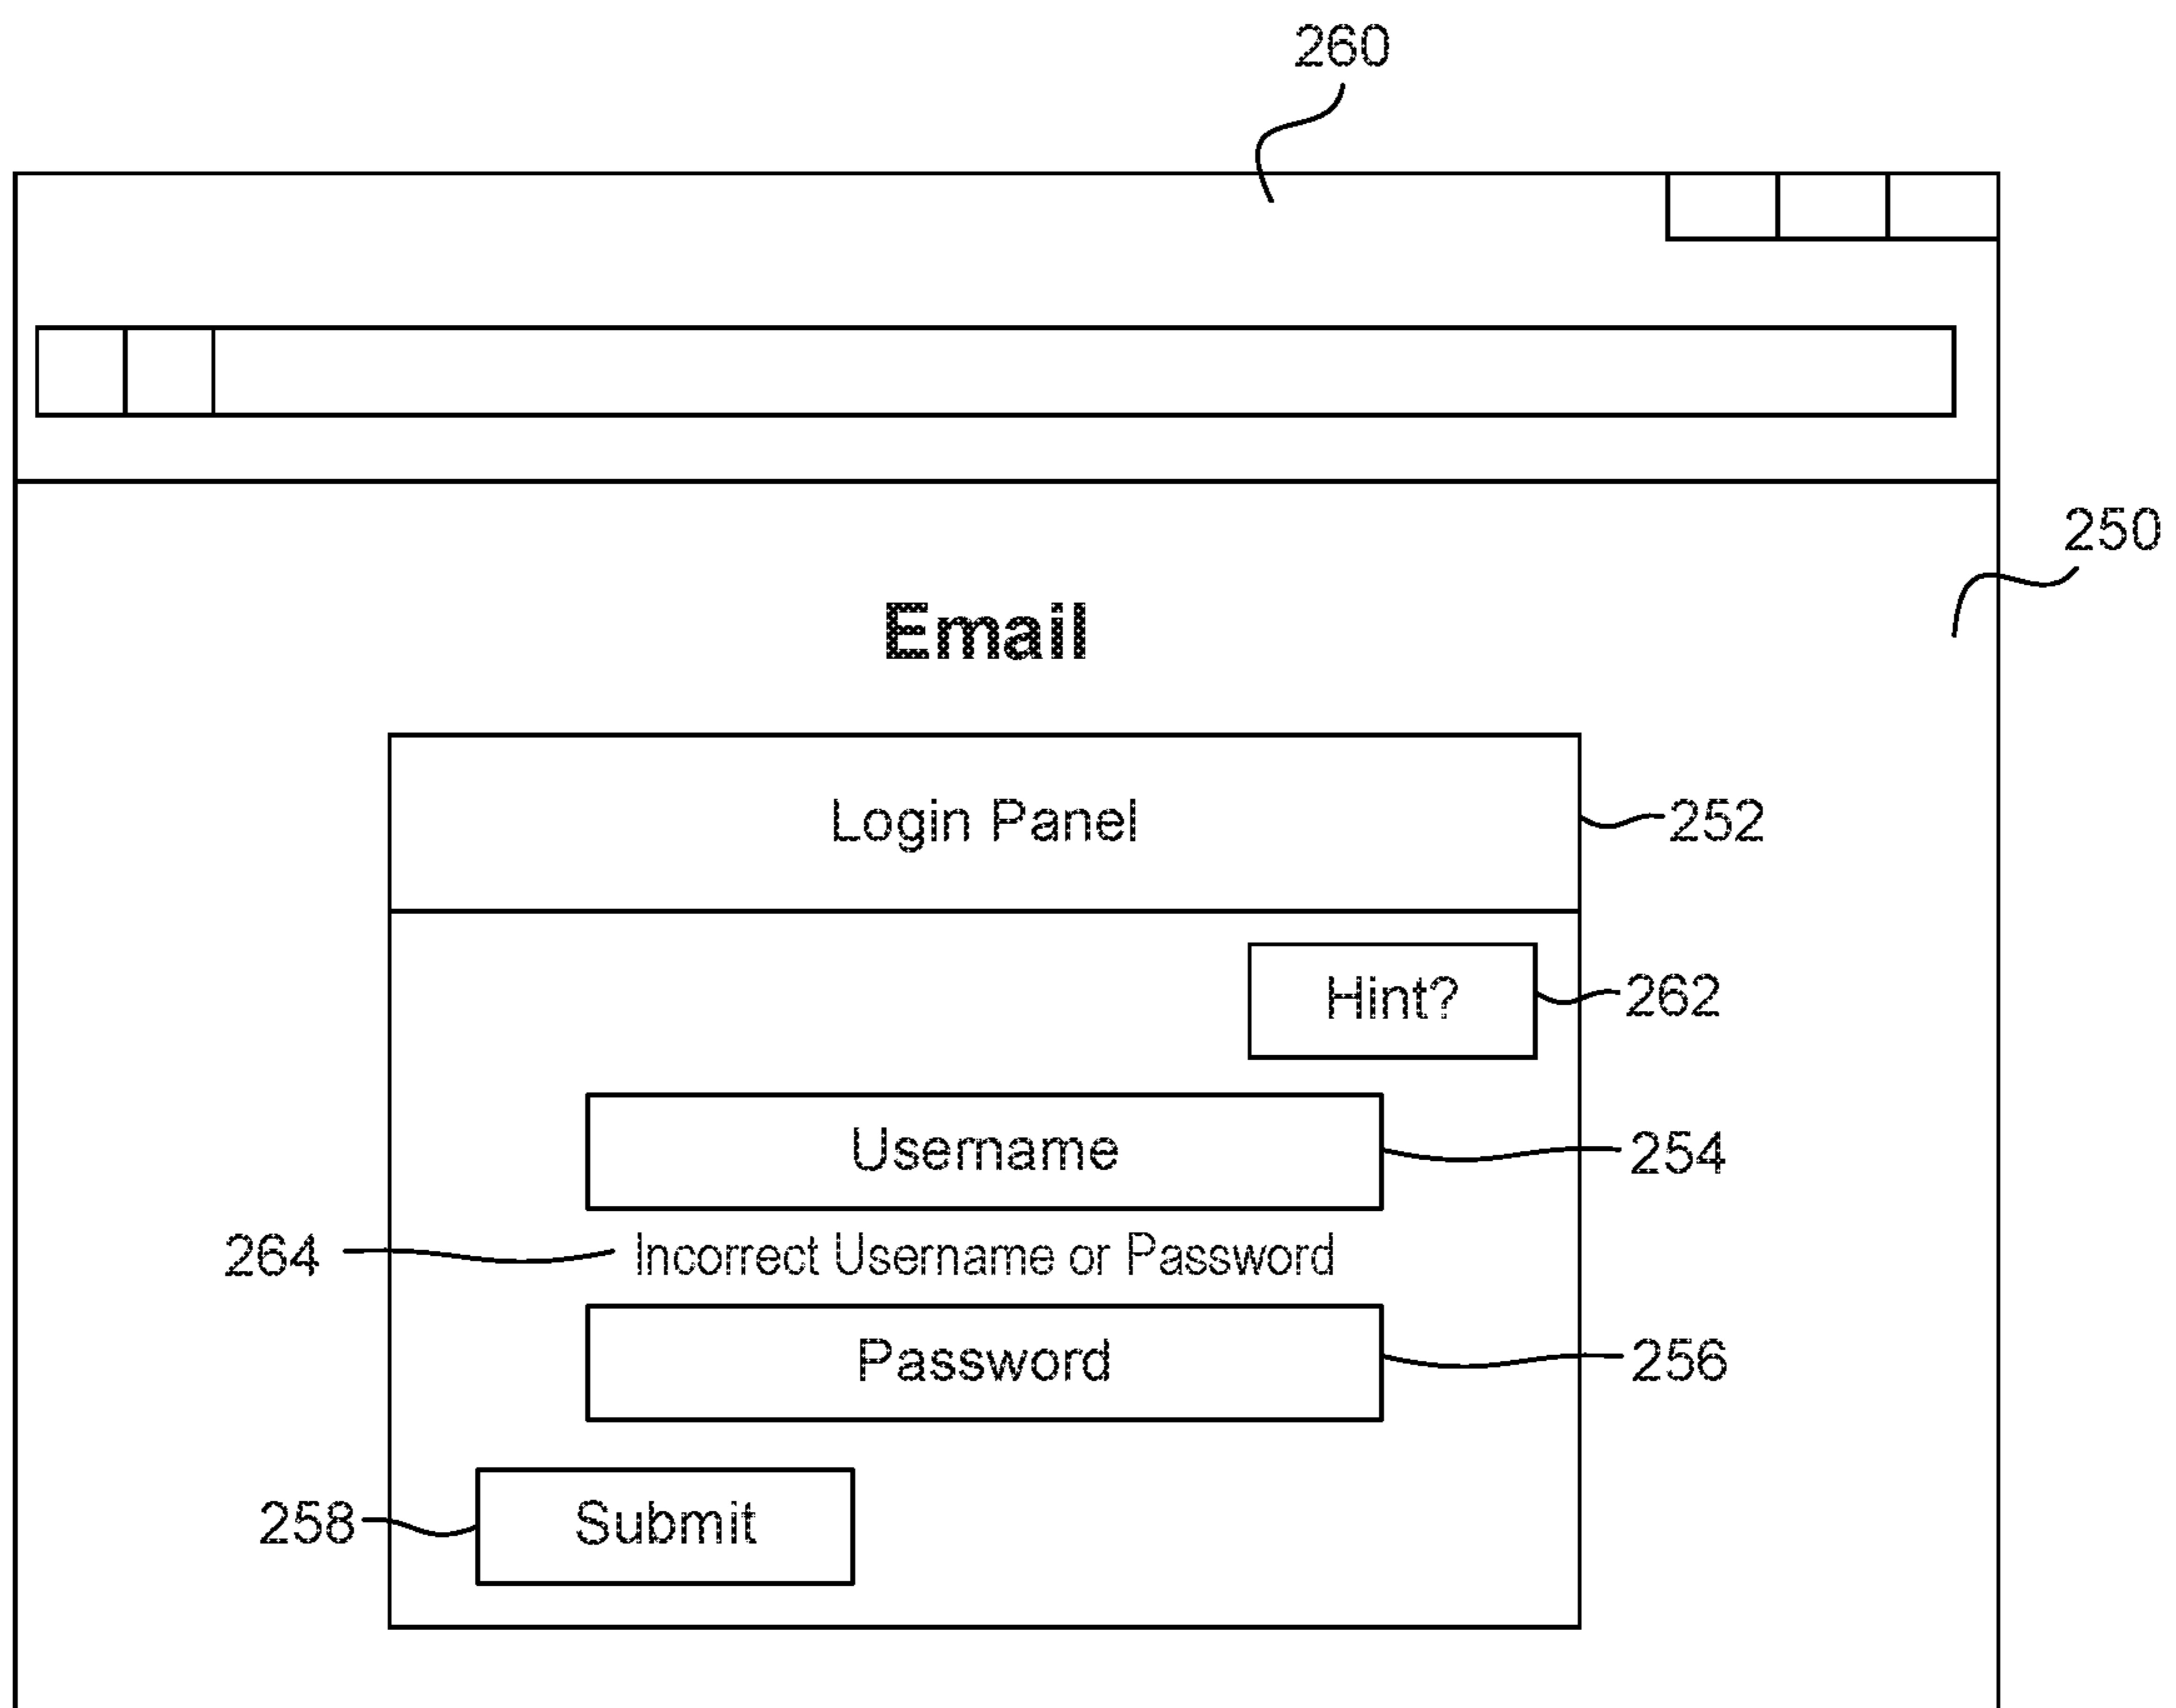 260
250
Email
Login Panel
252
Hint?
262
Username
254
264
Incorrect Username or Password
Password
256
258
Submit